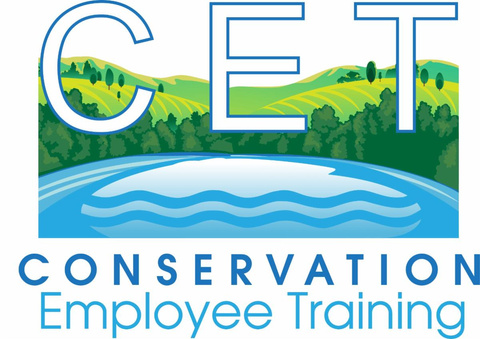 CET
CONSERVATION
Employee Training